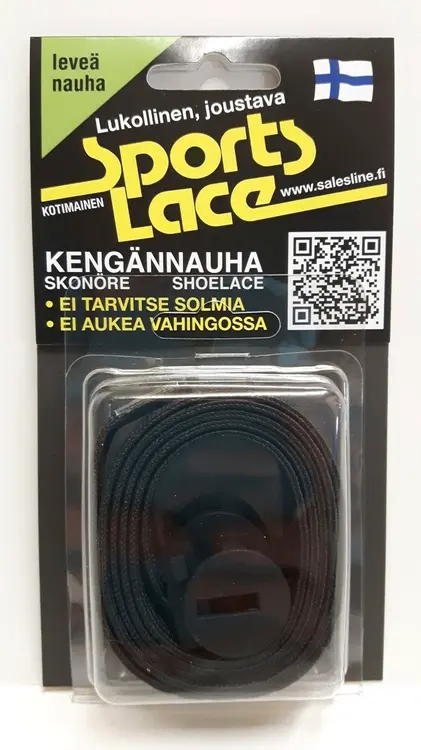 leveä
nauha
Lukollinen, joustava
Sports
Lace
KOTIMAINEN
www.salesline.fi
KENGÄNNAUHA
SKONÖRE SHOELACE
• EI TARVITSE SOLMIA
• EI AUKEA VAHINGOSSA